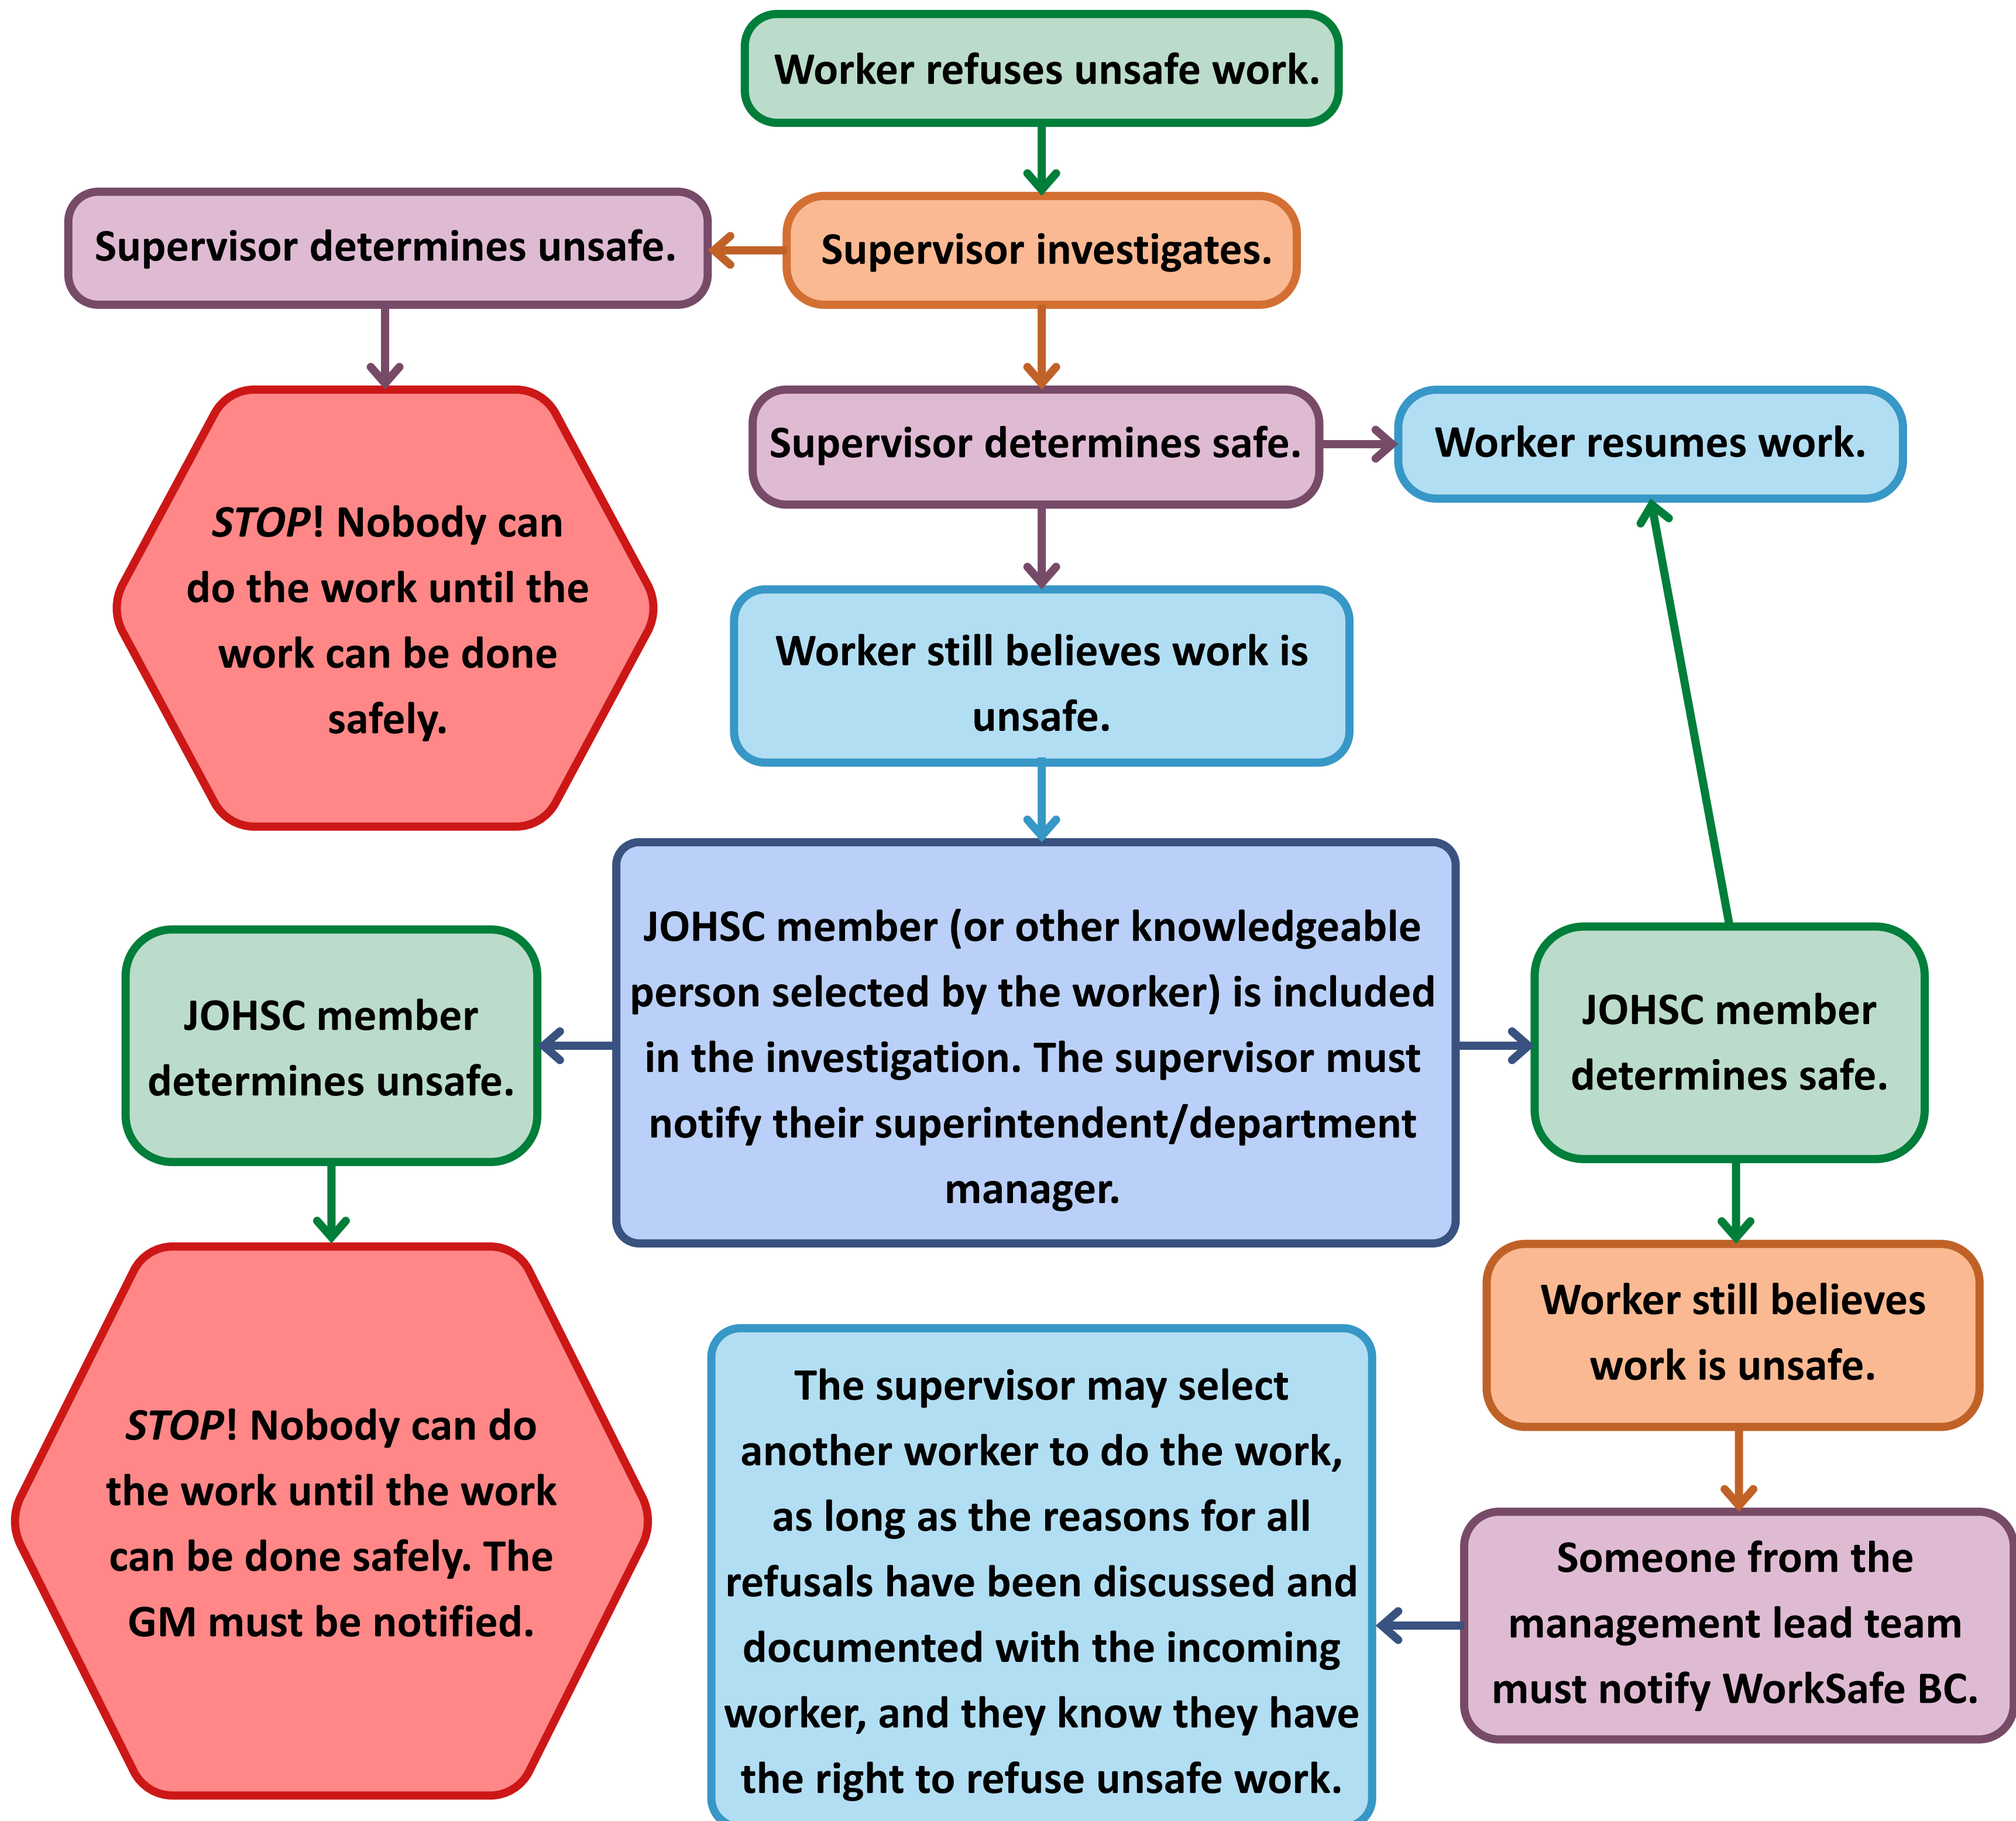 Worker refuses unsafe work.
Supervisor determines unsafe.
Supervisor investigates.
Supervisor determines safe.
Worker resumes work.
STOP! Nobody can
do the work until the
work can be done
safely.
Worker still believes work is
unsafe.
JOHSC member (or other knowledgeable
person selected by the worker) is included
in the investigation. The supervisor must
notify their superintendent/department
manager.
JOHSC member
determines unsafe.
JOHSC member
determines safe.
STOP! Nobody can do
the work until the work
can be done safely. The
GM must be notified.
Worker still believes
work is unsafe.
Someone from the
management lead team
must notify WorkSafe BC.
The supervisor may select
another worker to do the work,
as long as the reasons for all
refusals have been discussed and
documented with the incoming
worker, and they know they have
the right to refuse unsafe work.